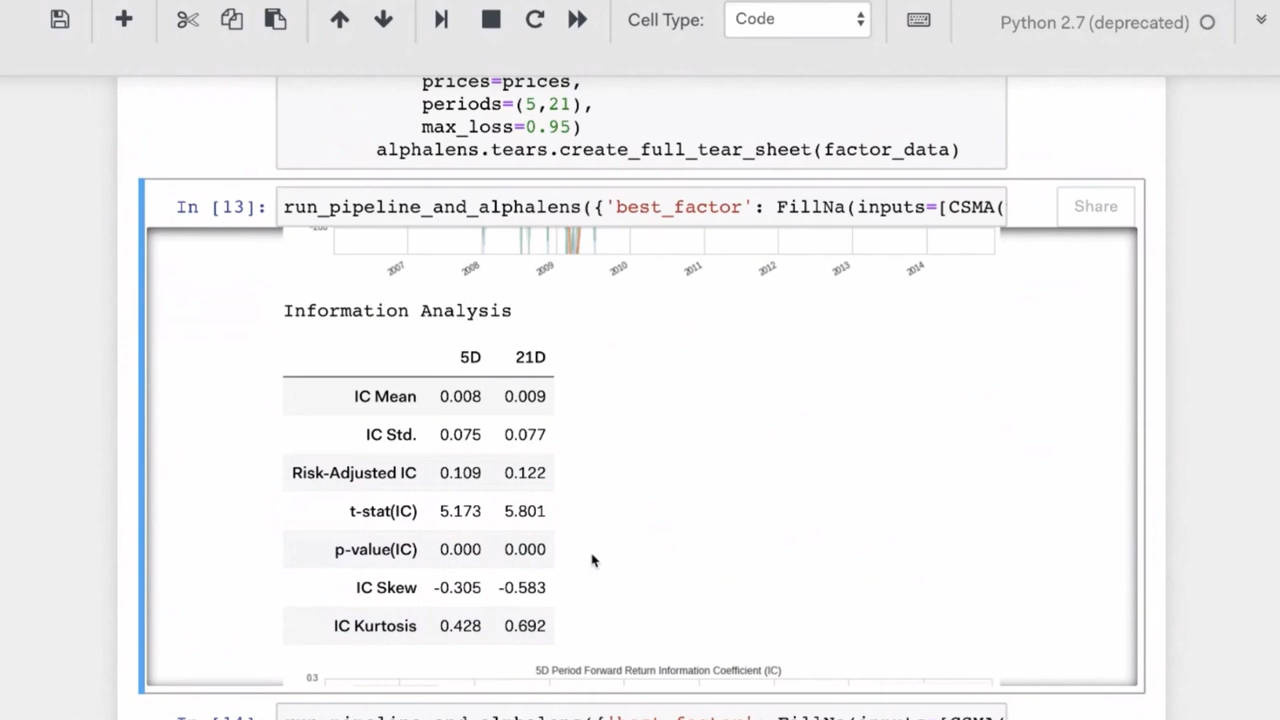 Cell Type: Code Python 2.7 (deprecated)
prices=prices,
periods=(5,21),
max_loss=0.95)
alphalens.tears.create_full_tear_sheet(factor_data)
In [13]: run_pipeline_and_alphalens({'best_factor': FillNa(inputs=[CSMA( Share
2007 2008 2009 2010 2011 2012 2013 2014
Information Analysis
5D 21D
IC Mean 0.008 0.009
IC Std. 0.075 0.077
Risk-Adjusted IC 0.109 0.122
t-stat(IC) 5.173 5.801
p-value(IC) 0.000 0.000
IC Skew -0.305 -0.583
IC Kurtosis 0.428 0.692
5D Period Forward Return Information Coefficient (IC)
0.3